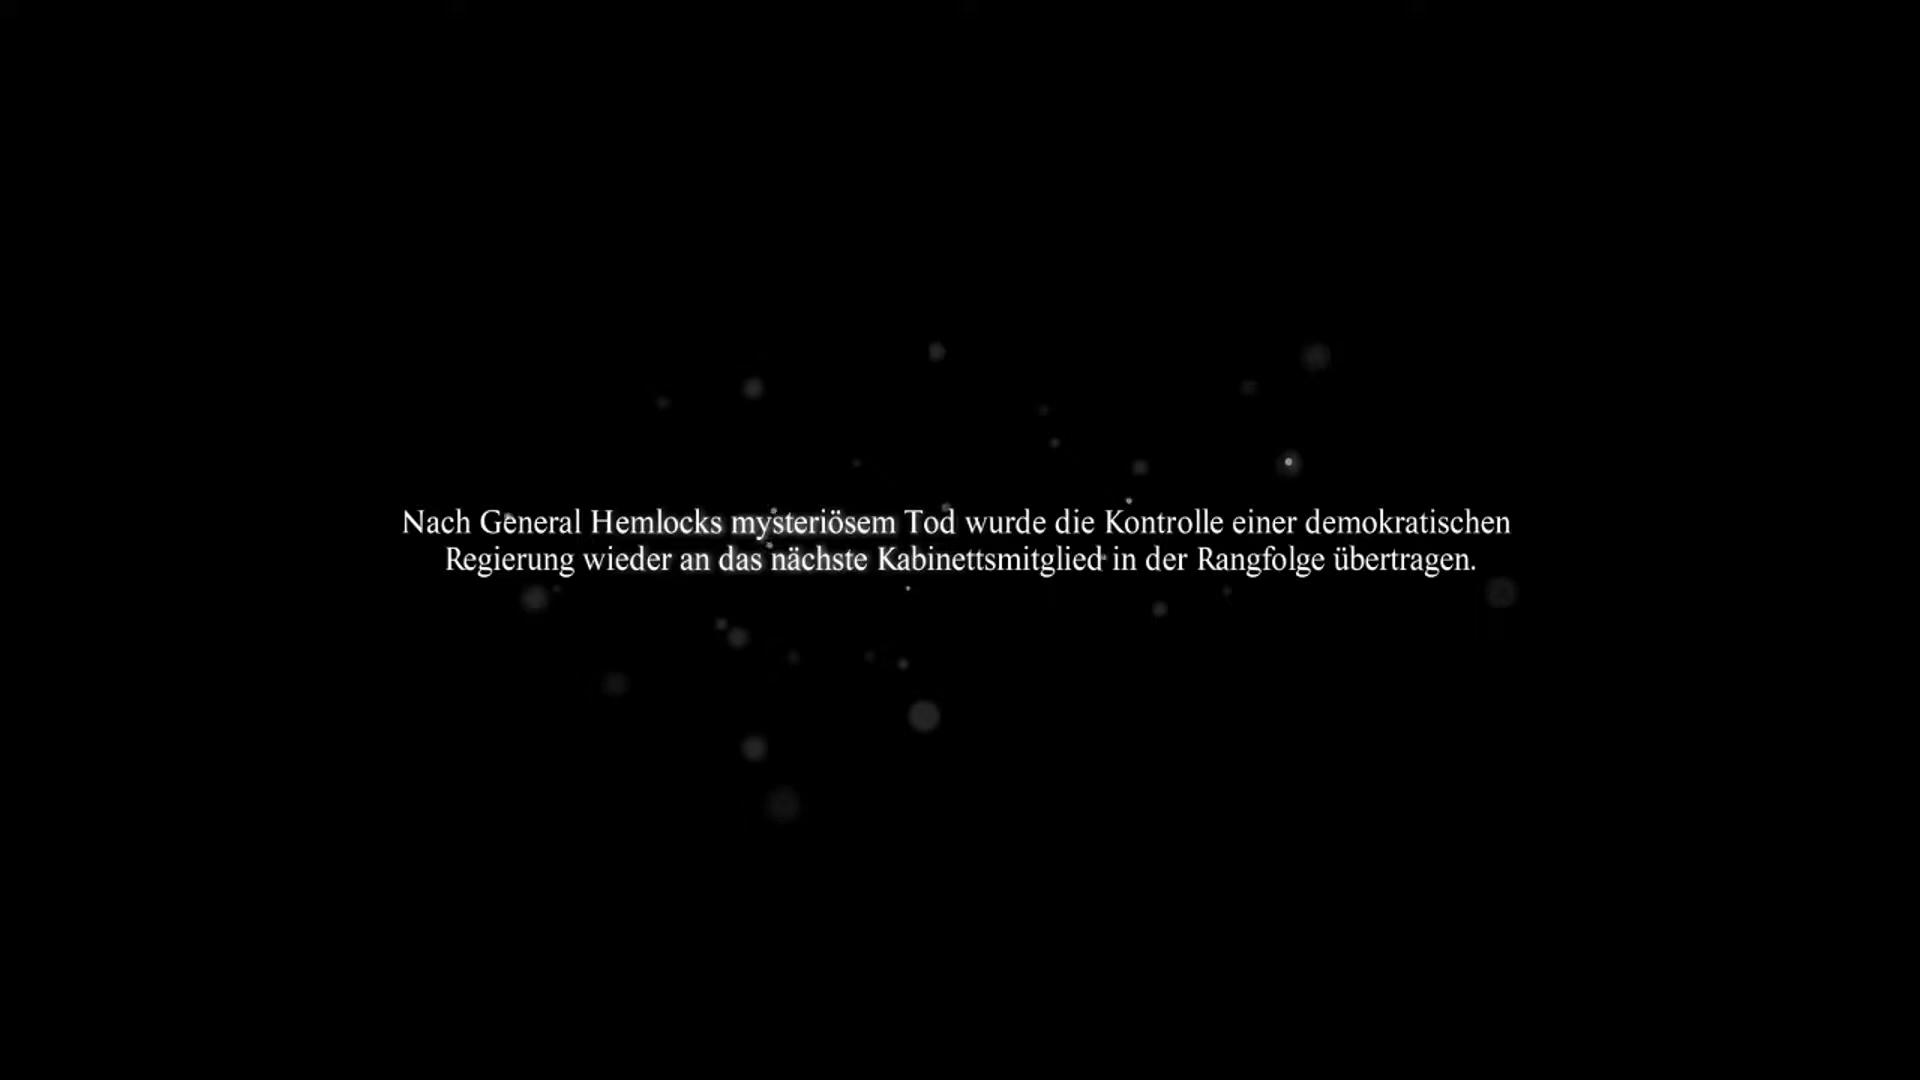 Nach General Hemlocks mysteriösem Tod wurde die Kontrolle einer demokratischen
Regierung wieder an das nächste Kabinettsmitglied in der Rangfolge übertragen.